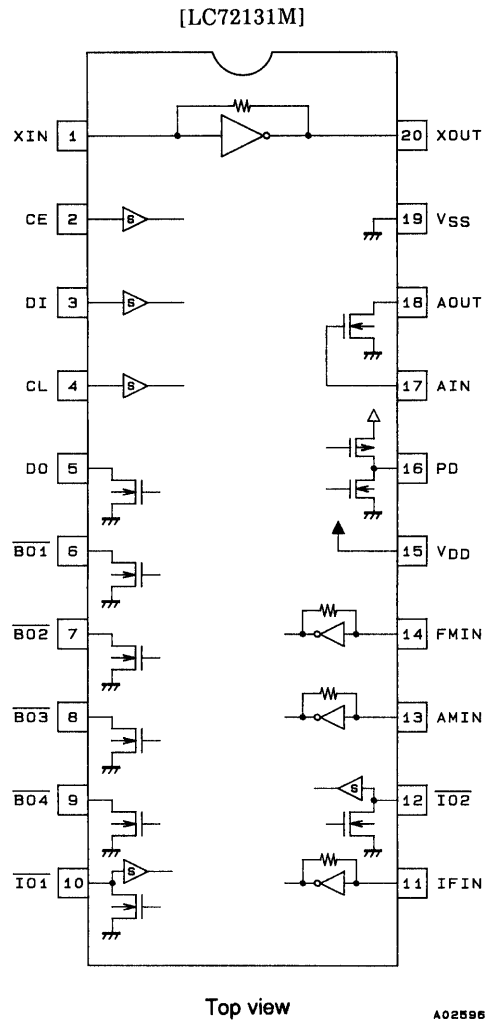 [LC72131M]
XIN 1 20 XOUT
CE 2 S 19 VSS
DI 3 S 18 AOUT
CL 4 S 17 AIN
DO 5 16 PD
BO1 6 15 VDD
BO2 7 14 FMIN
BO3 8 13 AMIN
BO4 9 S 12 IO2
IO1 10 S 11 IFIN
Top view
A02596